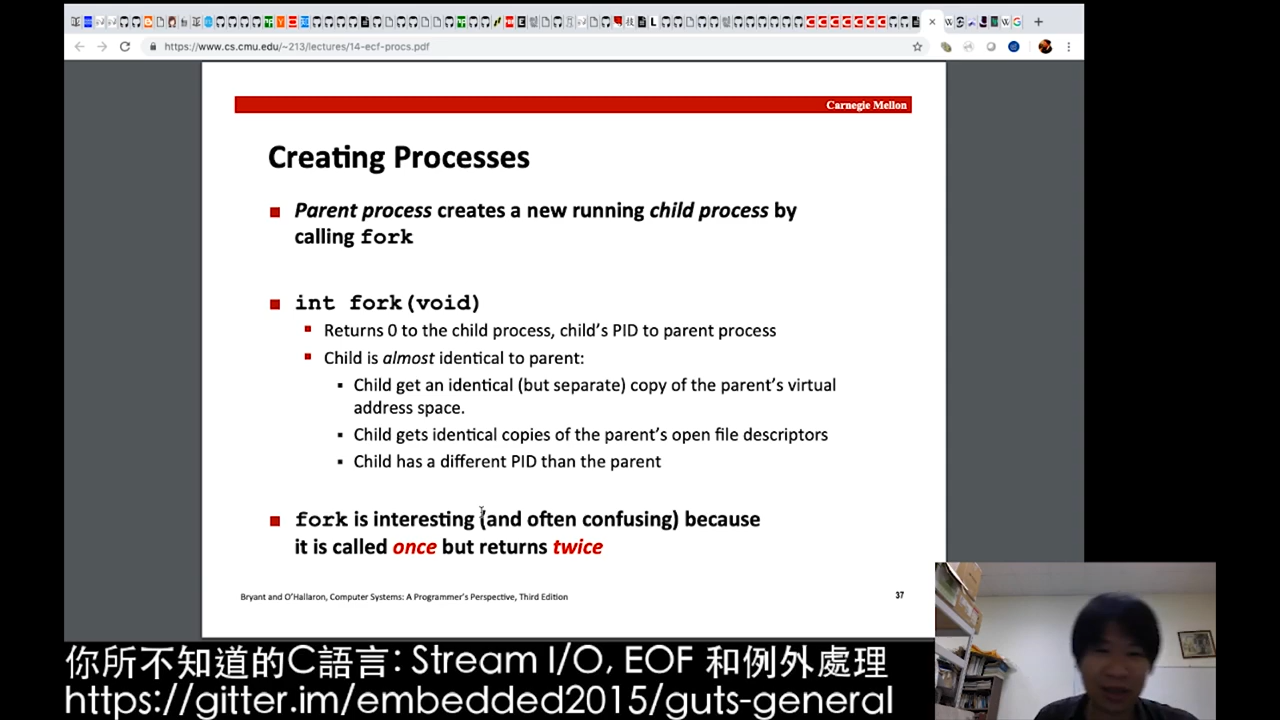 https://www.cs.cmu.edu/~213/lectures/14-ecf-procs.pdf
Carnegie Mellon
Creating Processes
Parent process creates a new running child process by
calling fork
int fork(void)
Returns 0 to the child process, child's PID to parent process
Child is almost identical to parent:
Child get an identical (but separate) copy of the parent's virtual
address space.
Child gets identical copies of the parent's open file descriptors
Child has a different PID than the parent
fork is interesting (and often confusing) because
it is called once but returns twice
Bryant and O'Hallaron, Computer Systems: A Programmer's Perspective, Third Edition
37
你所不知道的C語言: Stream I/O, EOF 和例外處理
https://gitter.im/embedded2015/guts-general